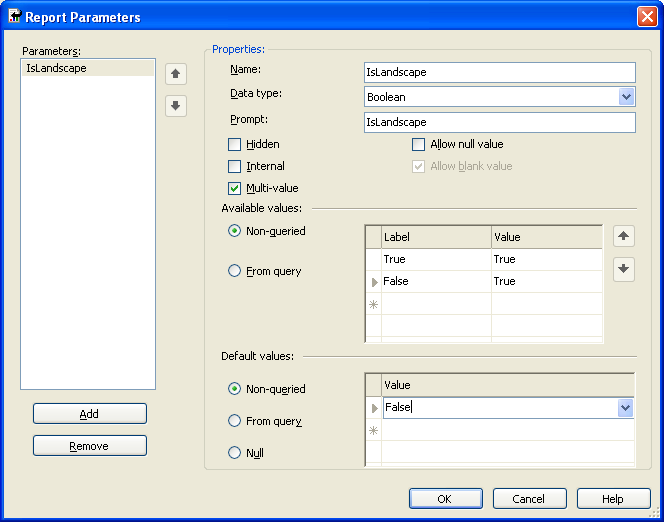 Report Parameters
Parameters:
IsLandscape
Add
Remove
Properties:
Name: IsLandscape
Data type: Boolean
Prompt: IsLandscape
Hidden Allow null value
Internal Allow blank value
Multi-value
Available values:
Non-queried
From query
Label Value
True True
False True
Default values:
Non-queried
From query
Null
Value
False
OK Cancel Help